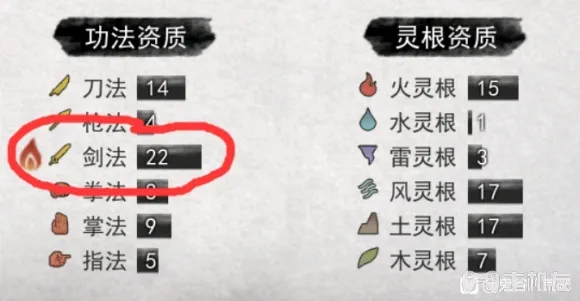 功法资质
刀法 14
枪法 4
剑法 22
拳法 3
掌法 9
指法 5
灵根资质
火灵根 15
水灵根 1
雷灵根 3
风灵根 17
土灵根 17
木灵根 7